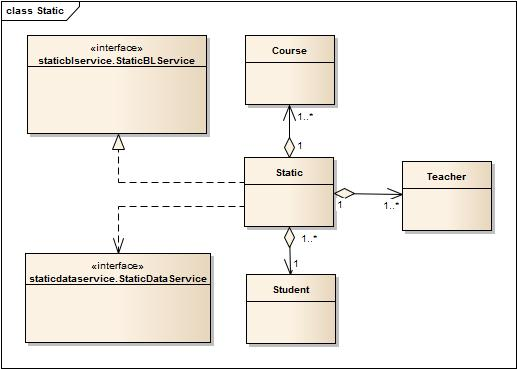 class Static
«interface»
staticblservice.StaticBLService
Course
1..*
1
Static
1
1..*
Teacher
1..*
1
«interface»
staticdataservice.StaticDataService
Student